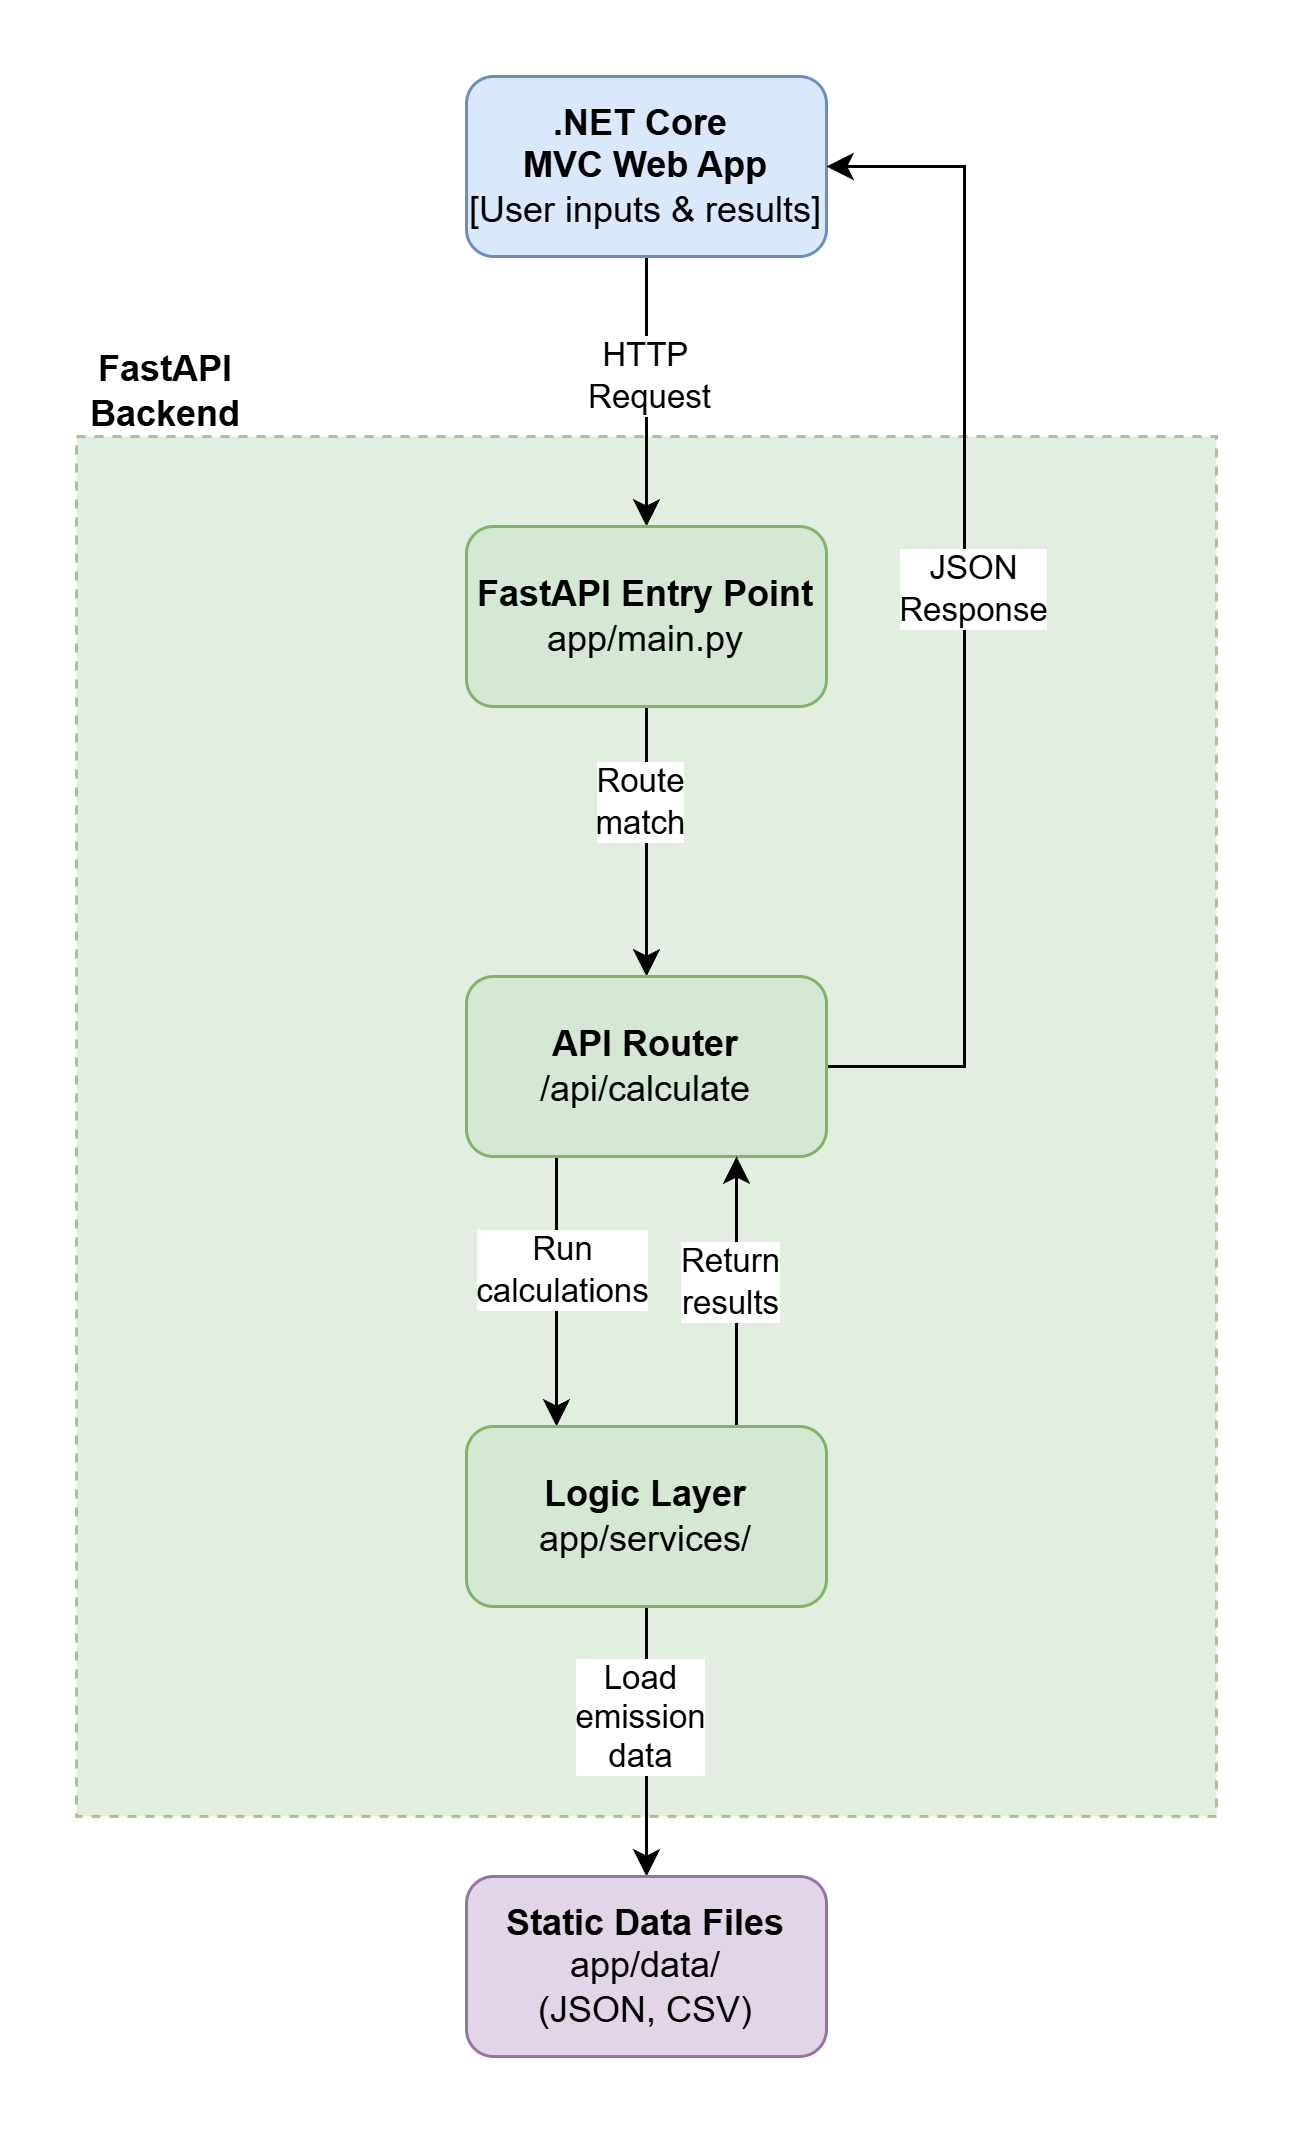 .NET Core
MVC Web App
[User inputs & results]
HTTP
Request
FastAPI
Backend
FastAPI Entry Point
app/main.py
JSON
Response
Route
match
API Router
/api/calculate
Run
calculations
Return
results
Logic Layer
app/services/
Load
emission
data
Static Data Files
app/data/
(JSON, CSV)